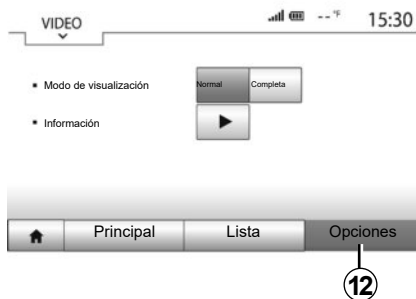 VIDEO -- °F 15:30
Modo de visualización Normal Completa
Información
Principal Lista Opciones
12